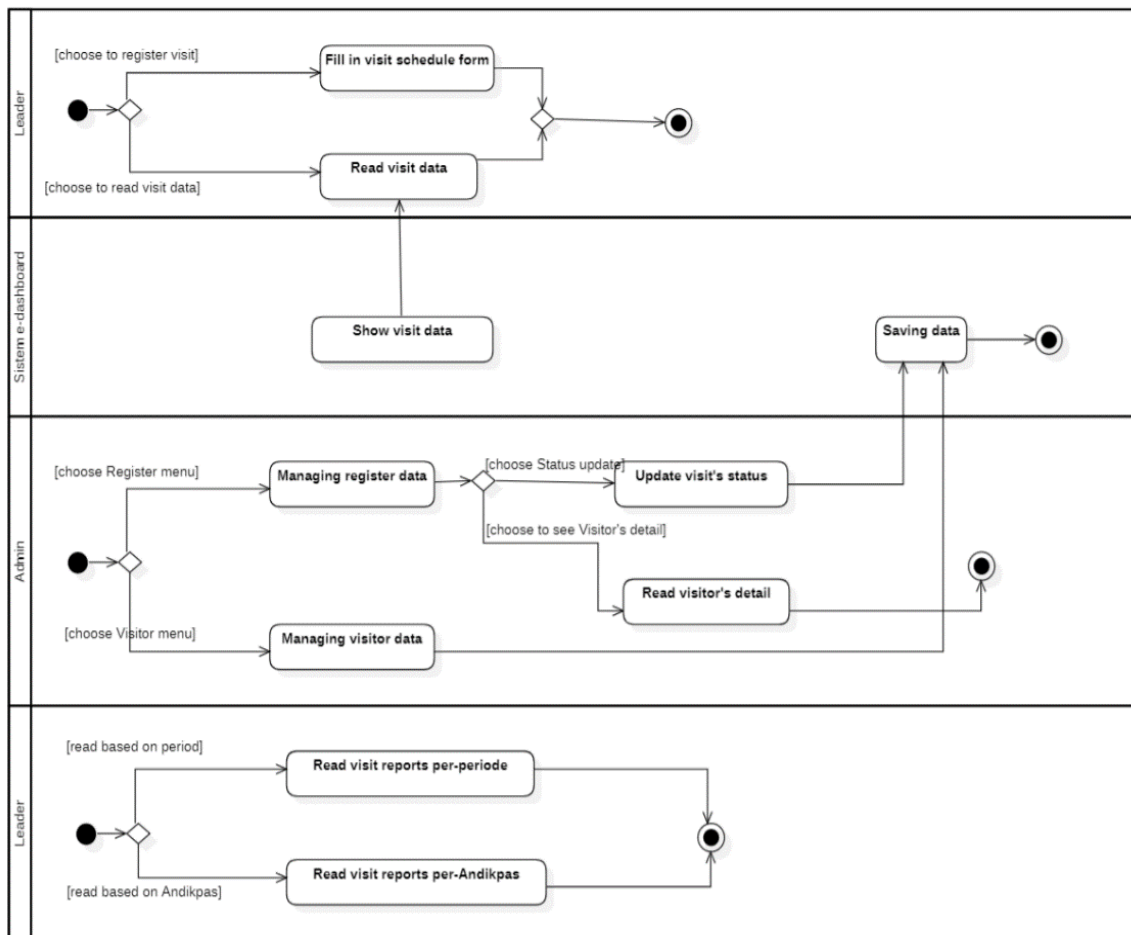 Leader
[choose to register visit]
Fill in visit schedule form
Read visit data
[choose to read visit data]
Sistem e-dashboard
Show visit data
Saving data
Admin
[choose Register menu]
Managing register data
[choose Status update]
Update visit's status
[choose to see Visitor's detail]
Read visitor's detail
[choose Visitor menu]
Managing visitor data
Leader
[read based on period]
Read visit reports per-periode
Read visit reports per-Andikpas
[read based on Andikpas]